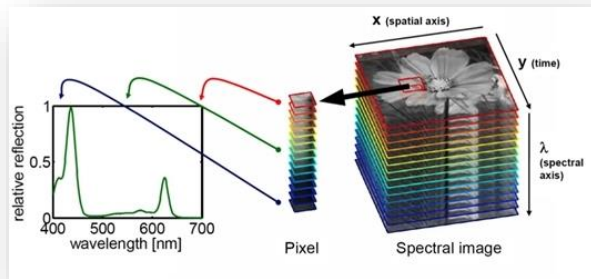 x (spatial axis)
y (time)
λ
(spectral
axis)
relative reflection
1
0.5
0
400 500 600 700
wavelength [nm]
Pixel
Spectral image